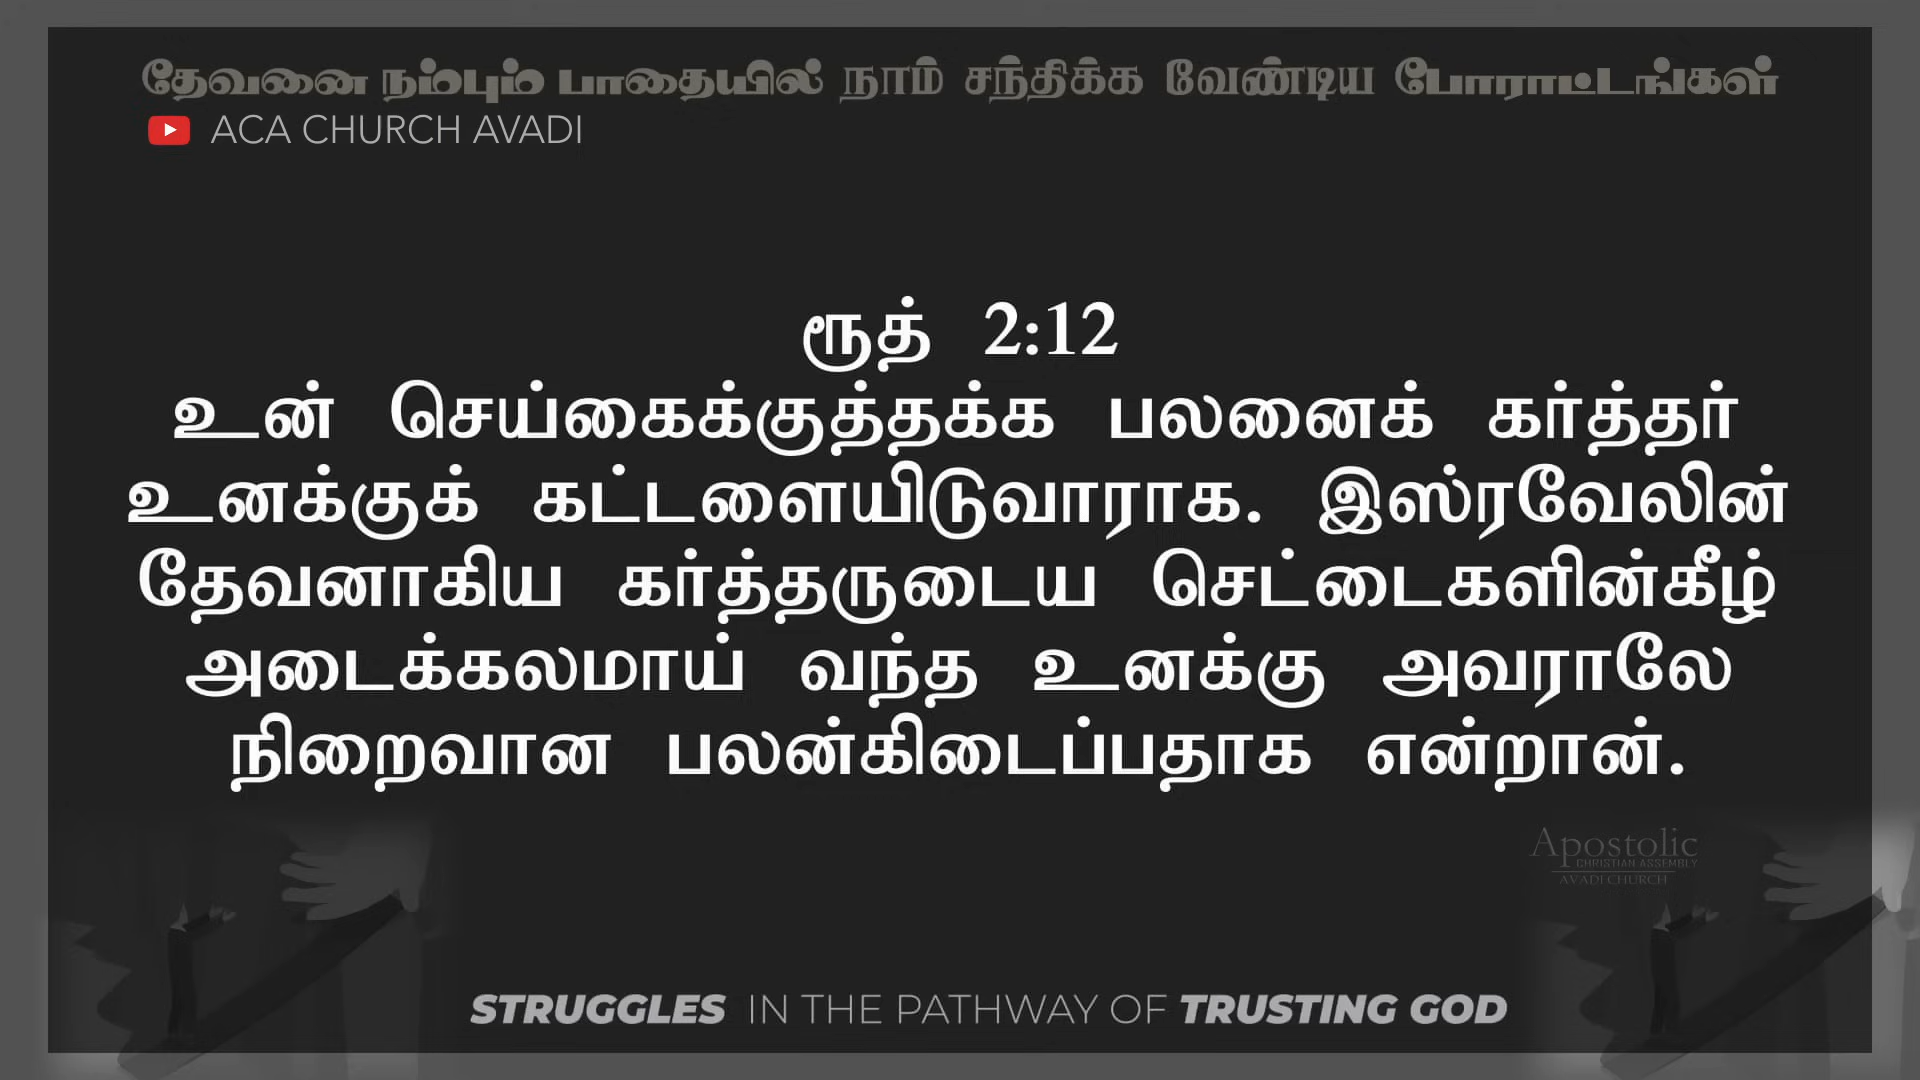 தேவனை நம்பும் பாதையில் நாம் சந்திக்க வேண்டிய போராட்டங்கள்
ACA CHURCH AVADI
ரூத் 2:12
உன் செய்கைக்குத்தக்க பலனைக் கர்த்தர்
உனக்குக் கட்டளையிடுவாராக. இஸ்ரவேலின்
தேவனாகிய கர்த்தருடைய செட்டைகளின்கீழ்
அடைக்கலமாய் வந்த உனக்கு அவராலே
நிறைவான பலன்கிடைப்பதாக என்றான்.
Apostolic
CHRISTIAN ASSEMBLY
AVADI CHURCH
STRUGGLES IN THE PATHWAY OF TRUSTING GOD